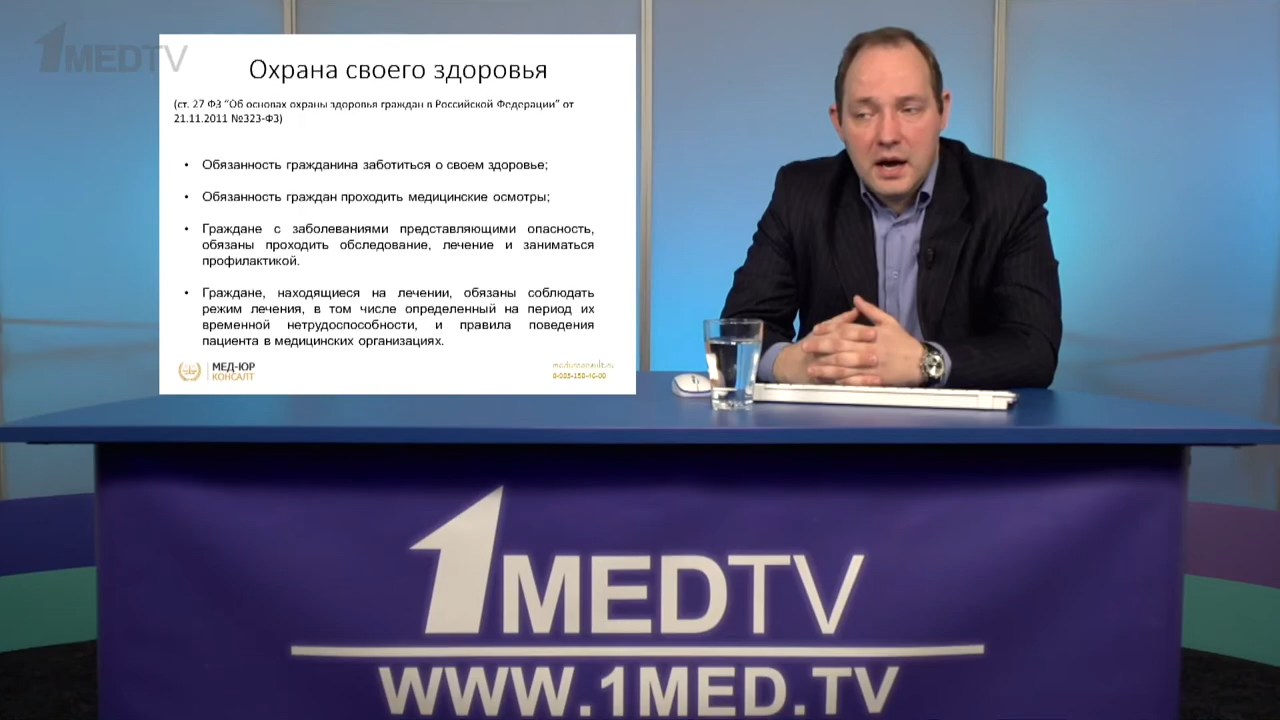 1MEDTV
Охрана своего здоровья
(ст. 27 ФЗ "Об основах охраны здоровья граждан в Российской Федерации" от
21.11.2011 №323-ФЗ)
• Обязанность гражданина заботиться о своем здоровье;
• Обязанность граждан проходить медицинские осмотры;
• Граждане с заболеваниями представляющими опасность,
обязаны проходить обследование, лечение и заниматься
профилактикой.
• Граждане, находящиеся на лечении, обязаны соблюдать
режим лечения, в том числе определенный на период их
временной нетрудоспособности, и правила поведения
пациента в медицинских организациях.
МЕД-ЮР
КОНСАЛТ
1MEDTV
WWW.1MED.TV